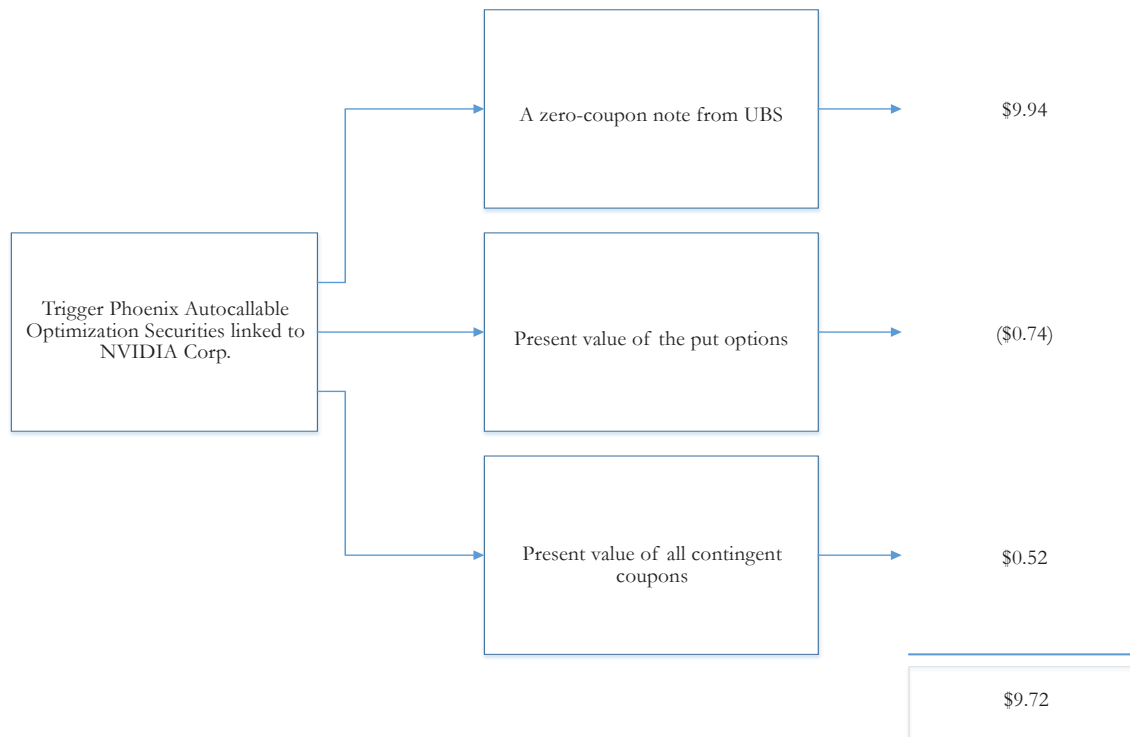 A zero-coupon note from UBS
$9.94
Trigger Phoenix Autocallable
Optimization Securities linked to
NVIDIA Corp.
Present value of the put options
($0.74)
Present value of all contingent
coupons
$0.52
$9.72